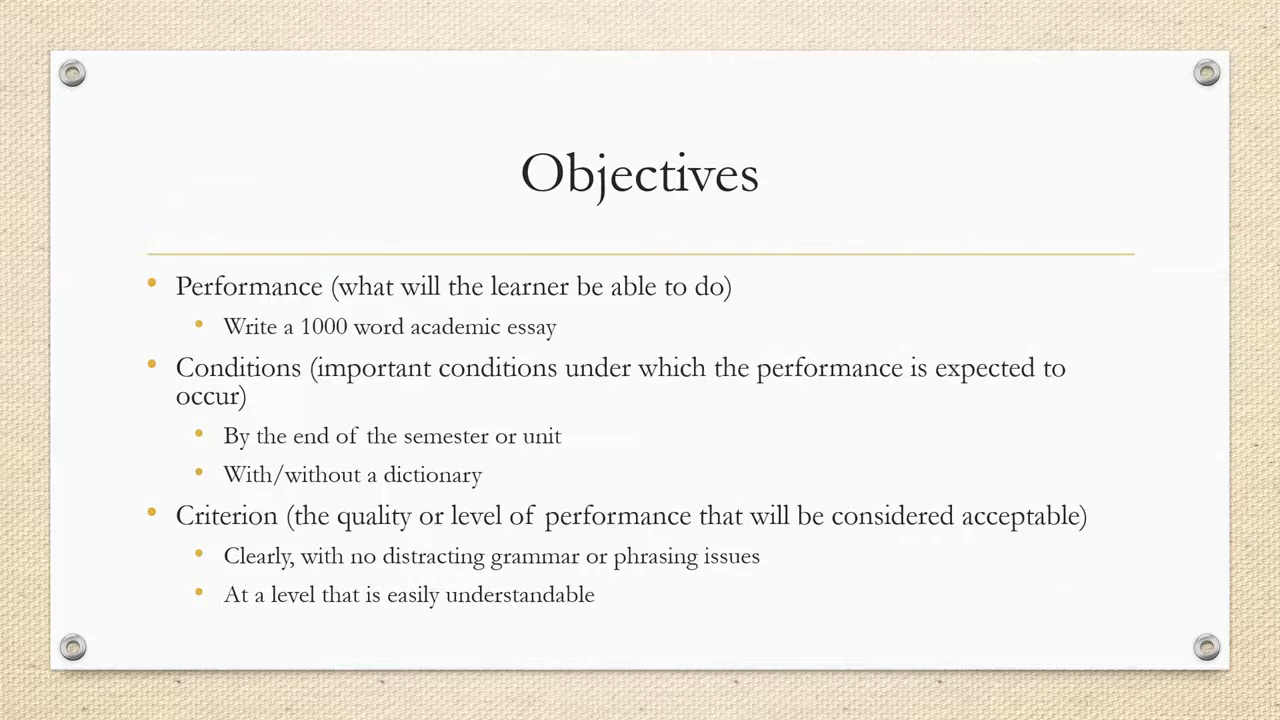 Objectives
• Performance (what will the learner be able to do)
• Write a 1000 word academic essay
• Conditions (important conditions under which the performance is expected to
occur)
• By the end of the semester or unit
• With/without a dictionary
• Criterion (the quality or level of performance that will be considered acceptable)
• Clearly, with no distracting grammar or phrasing issues
• At a level that is easily understandable